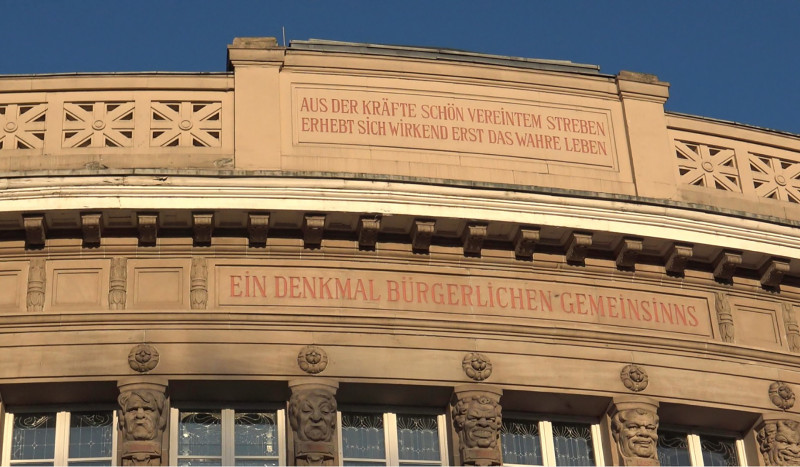 AUS DER KRÄFTE SCHÖN VEREINTEM STREBEN
ERHEBT SICH WIRKEND ERST DAS WAHRE LEBEN
EIN DENKMAL BÜRGERLICHEN GEMEINSINNS